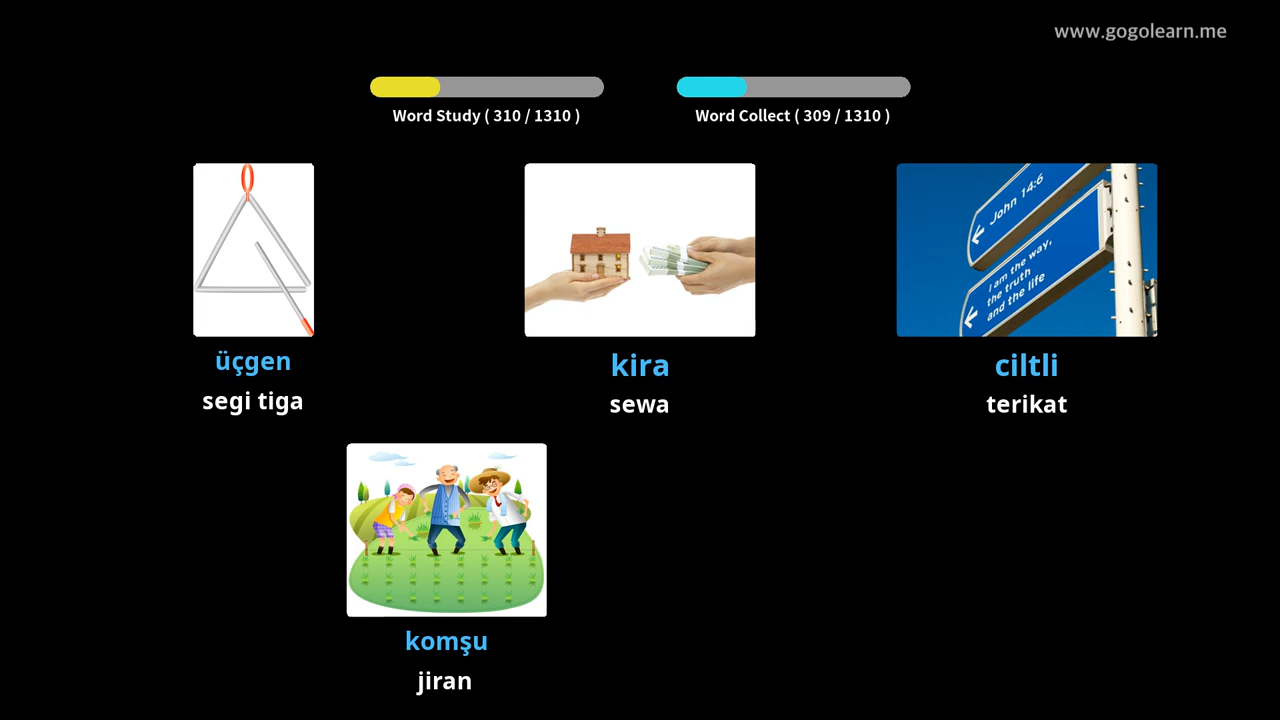 www.gogolearn.me
Word Study ( 310 / 1310 )
Word Collect ( 309 / 1310 )
John 14:6
I am the way,
the truth
and the life
üçgen
kira
ciltli
segi tiga
sewa
terikat
komşu
jiran